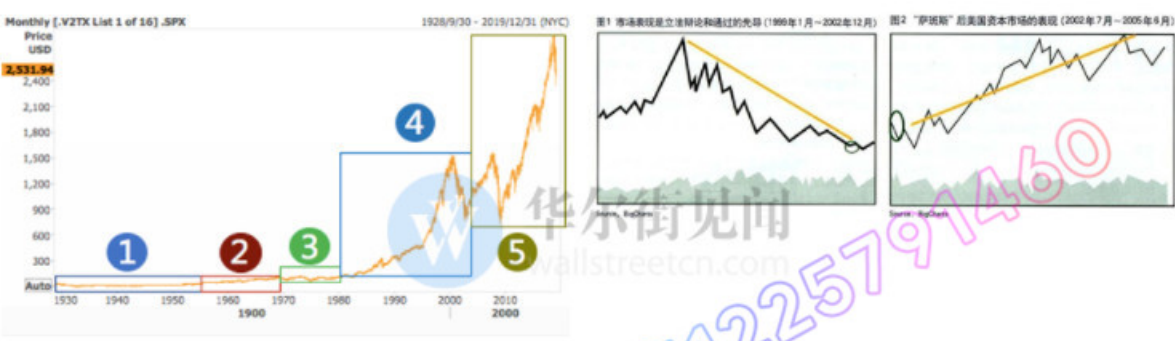 Monthly [.V2TX List 1 of 16] .SPX
1928/9/30 - 2019/12/31 (NYC)
Price
USD
2,531.94
2,400
2,100
1,800
1,500
1,200
900
600
300
Auto
1
2
3
4
5
1930 1940 1950 1960 1970 1980 1990 2000 2010
1900 2000
图1 市场表现是立法辩论和通过的先导(1999年1月~2002年12月)
Source, BigCharts
图2 “萨班斯”后美国资本市场的表现(2002年7月~2005年6月)
Source, BigCharts
华尔街见闻
wallstreetcn.com